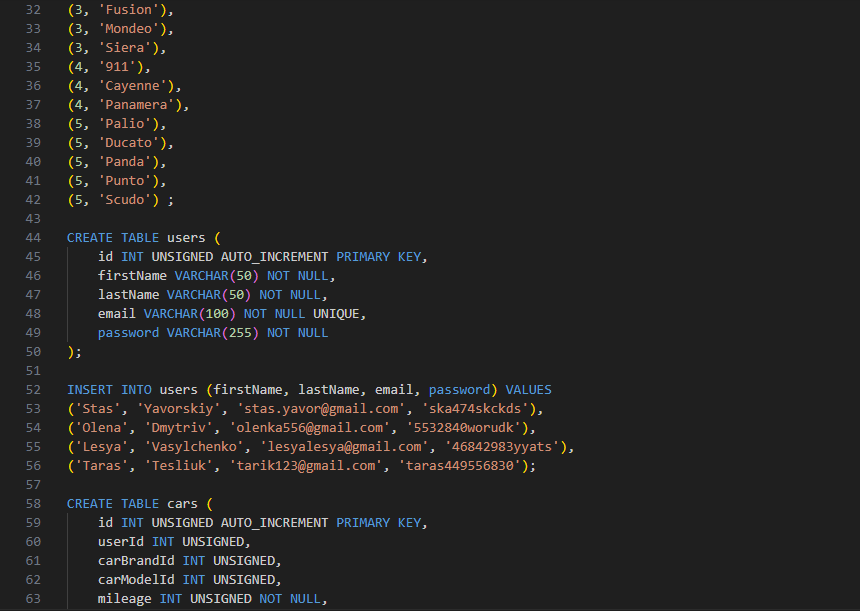 32 (3, 'Fusion'),
33 (3, 'Mondeo'),
34 (3, 'Siera'),
35 (4, '911'),
36 (4, 'Cayenne'),
37 (4, 'Panamera'),
38 (5, 'Palio'),
39 (5, 'Ducato'),
40 (5, 'Panda'),
41 (5, 'Punto'),
42 (5, 'Scudo') ;
43
44 CREATE TABLE users (
45 id INT UNSIGNED AUTO_INCREMENT PRIMARY KEY,
46 firstName VARCHAR(50) NOT NULL,
47 lastName VARCHAR(50) NOT NULL,
48 email VARCHAR(100) NOT NULL UNIQUE,
49 password VARCHAR(255) NOT NULL
50 );
51
52 INSERT INTO users (firstName, lastName, email, password) VALUES
53 ('Stas', 'Yavorskiy', 'stas.yavor@gmail.com', 'ska474skckds'),
54 ('Olena', 'Dmytriv', 'olenka556@gmail.com', '5532840worudk'),
55 ('Lesya', 'Vasylchenko', 'lesyalesya@gmail.com', '46842983yyats'),
56 ('Taras', 'Tesliuk', 'tarik123@gmail.com', 'taras449556830');
57
58 CREATE TABLE cars (
59 id INT UNSIGNED AUTO_INCREMENT PRIMARY KEY,
60 userId INT UNSIGNED,
61 carBrandId INT UNSIGNED,
62 carModelId INT UNSIGNED,
63 mileage INT UNSIGNED NOT NULL,